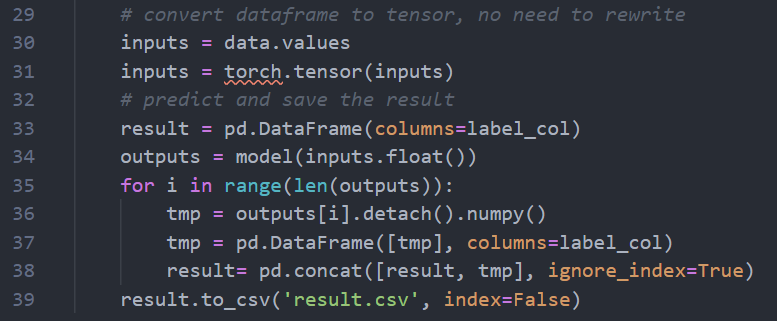 29 # convert dataframe to tensor, no need to rewrite
30 inputs = data.values
31 inputs = torch.tensor(inputs)
32 # predict and save the result
33 result = pd.DataFrame(columns=label_col)
34 outputs = model(inputs.float())
35 for i in range(len(outputs)):
36     tmp = outputs[i].detach().numpy()
37     tmp = pd.DataFrame([tmp], columns=label_col)
38     result= pd.concat([result, tmp], ignore_index=True)
39 result.to_csv('result.csv', index=False)